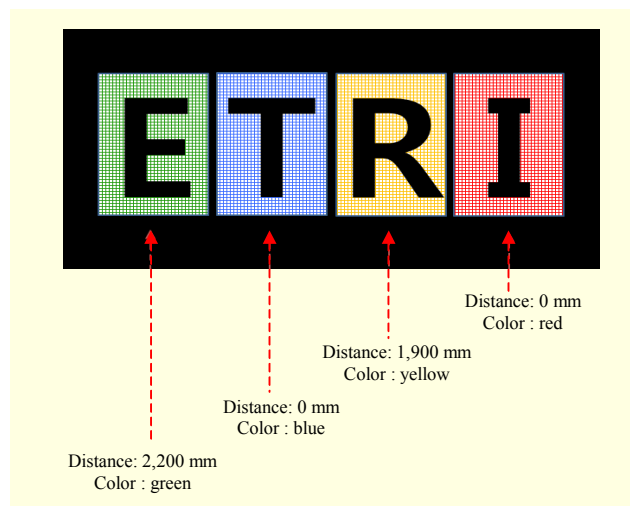 ETRI
Distance: 0 mm
Color : red
Distance: 1,900 mm
Color : yellow
Distance: 0 mm
Color : blue
Distance: 2,200 mm
Color : green